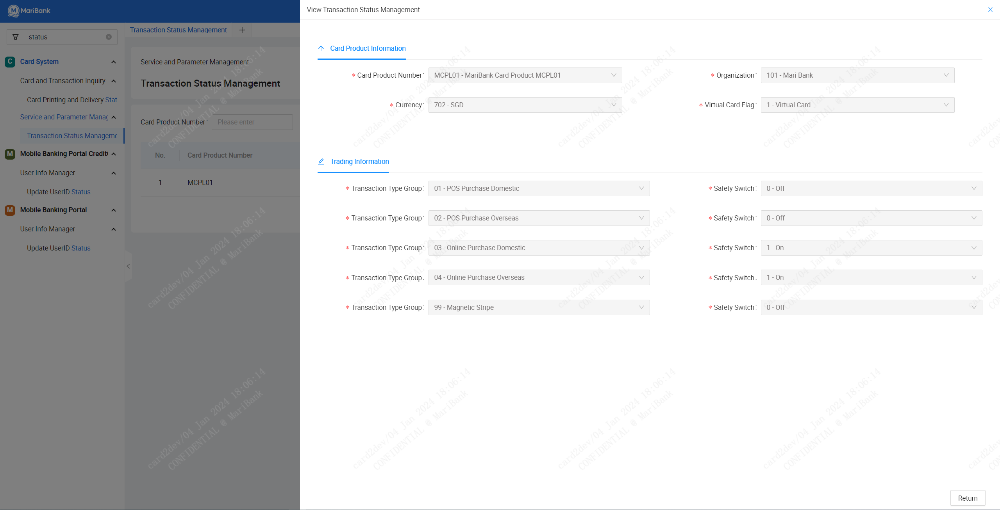 MariBank
View Transaction Status Management
status
Transaction Status Management
Card System
Card and Transaction Inquiry
Card Printing and Delivery Stat
Service and Parameter Manag
Transaction Status Manageme
Mobile Banking Portal Credit
User Info Manager
Update UserID Status
Mobile Banking Portal
User Info Manager
Update UserID Status
Service and Parameter Management
Transaction Status Management
Card Product Number: Please enter
No. Card Product Number
1 MCPL01
Card Product Information
* Card Product Number: MCPL01 - MariBank Card Product MCPL01
* Organization: 101 - Mari Bank
* Currency: 702 - SGD
* Virtual Card Flag: 1 - Virtual Card
Trading Information
* Transaction Type Group: 01 - POS Purchase Domestic
* Safety Switch: 0 - Off
* Transaction Type Group: 02 - POS Purchase Overseas
* Safety Switch: 0 - Off
* Transaction Type Group: 03 - Online Purchase Domestic
* Safety Switch: 1 - On
* Transaction Type Group: 04 - Online Purchase Overseas
* Safety Switch: 1 - On
* Transaction Type Group: 99 - Magnetic Stripe
* Safety Switch: 0 - Off
Return
card2dev/04 Jan 2024 18:06:14
CONFIDENTIAL @ MariBank